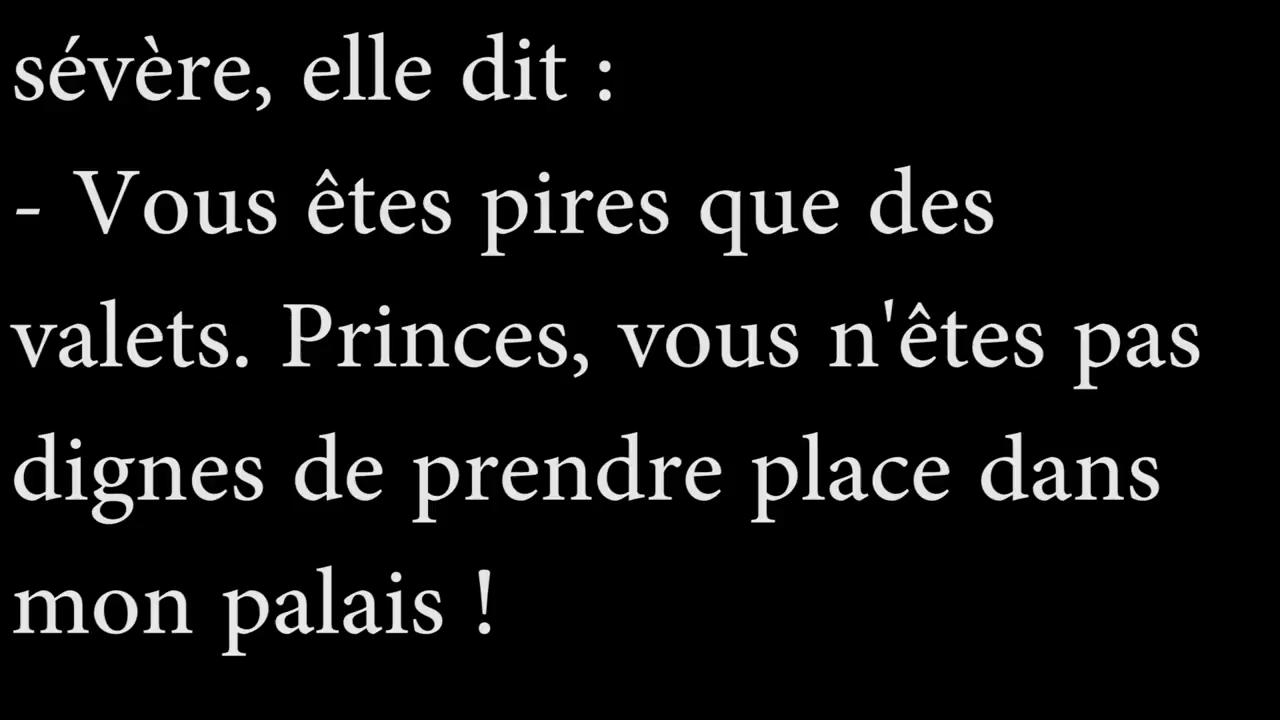 sévère, elle dit :
- Vous êtes pires que des
valets. Princes, vous n'êtes pas
dignes de prendre place dans
mon palais !